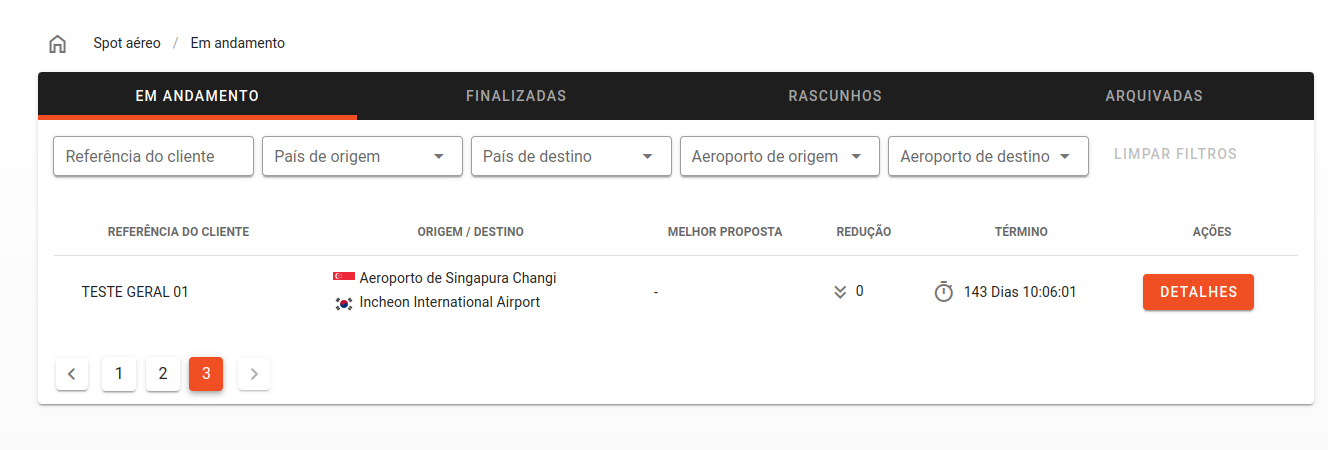 Spot aéreo / Em andamento
EM ANDAMENTO FINALIZADAS RASCUNHOS ARQUIVADAS
Referência do cliente País de origem País de destino Aeroporto de origem Aeroporto de destino LIMPAR FILTROS
REFERÊNCIA DO CLIENTE ORIGEM / DESTINO MELHOR PROPOSTA REDUÇÃO TÉRMINO AÇÕES
Aeroporto de Singapura Changi
TESTE GERAL 01 - 0 143 Dias 10:06:01 DETALHES
Incheon International Airport
1 2 3